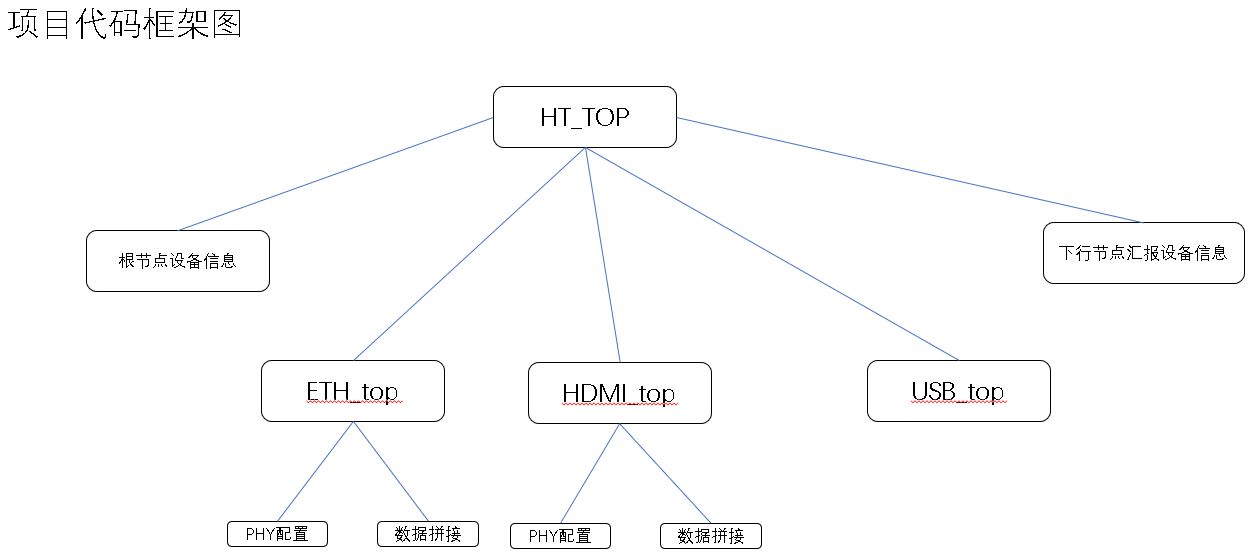 项目代码框架图
HT_TOP
根节点设备信息
下行节点汇报设备信息
ETH_top
HDMI_top
USB_top
PHY配置
数据拼接
PHY配置
数据拼接